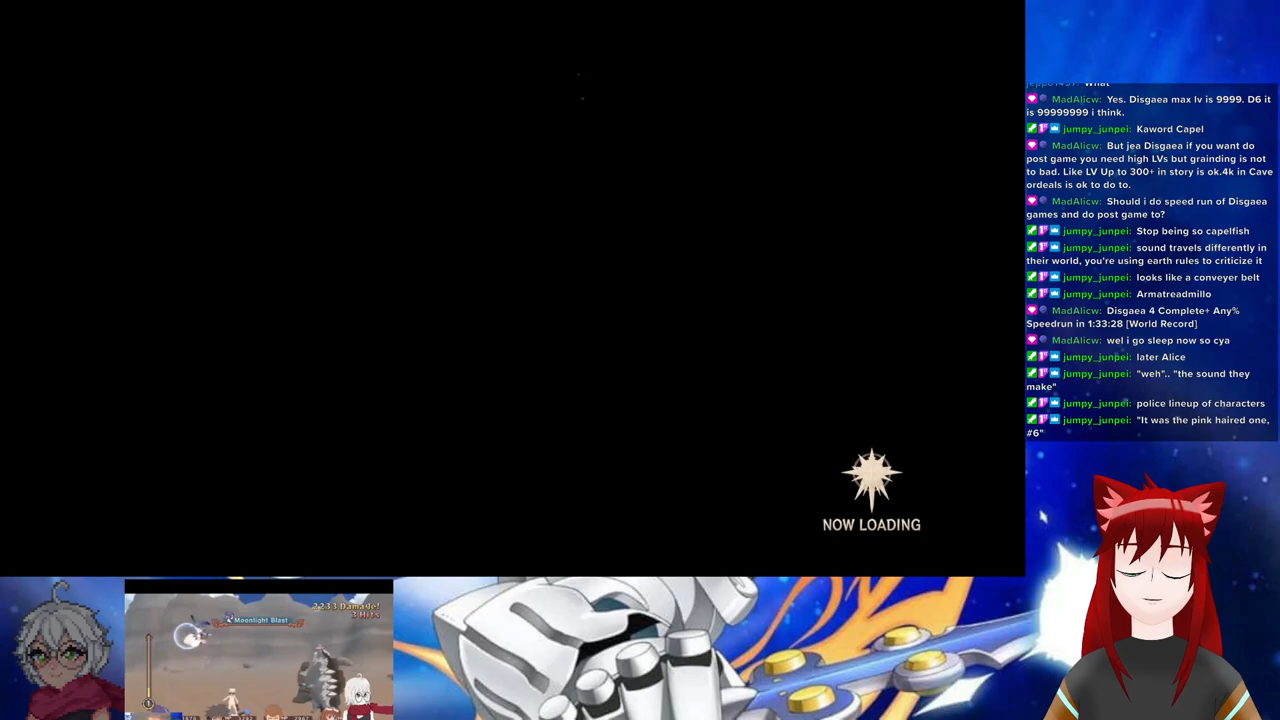 MadAlicw: Yes. Disgaea max lv is 9999. D6 it
is 99999999 i think.
jumpy_junpei: Kaword Capel
MadAlicw: But jea Disgaea if you want do
post game you need high LVs but grainding is not
to bad. Like LV Up to 300+ in story is ok.4k in Cave
ordeals is ok to do to.
MadAlicw: Should i do speed run of Disgaea
games and do post game to?
jumpy_junpei: Stop being so capelfish
jumpy_junpei: sound travels differently in
their world, you're using earth rules to criticize it
jumpy_junpei: looks like a conveyer belt
jumpy_junpei: Armatreadmillo
MadAlicw: Disgaea 4 Complete+ Any%
Speedrun in 1:33:28 [World Record]
MadAlicw: wel i go sleep now so cya
jumpy_junpei: later Alice
jumpy_junpei: "weh".. "the sound they
make"
jumpy_junpei: police lineup of characters
jumpy_junpei: "It was the pink haired one,
#6"
NOW LOADING
2233 Damage!
Moonlight Blast